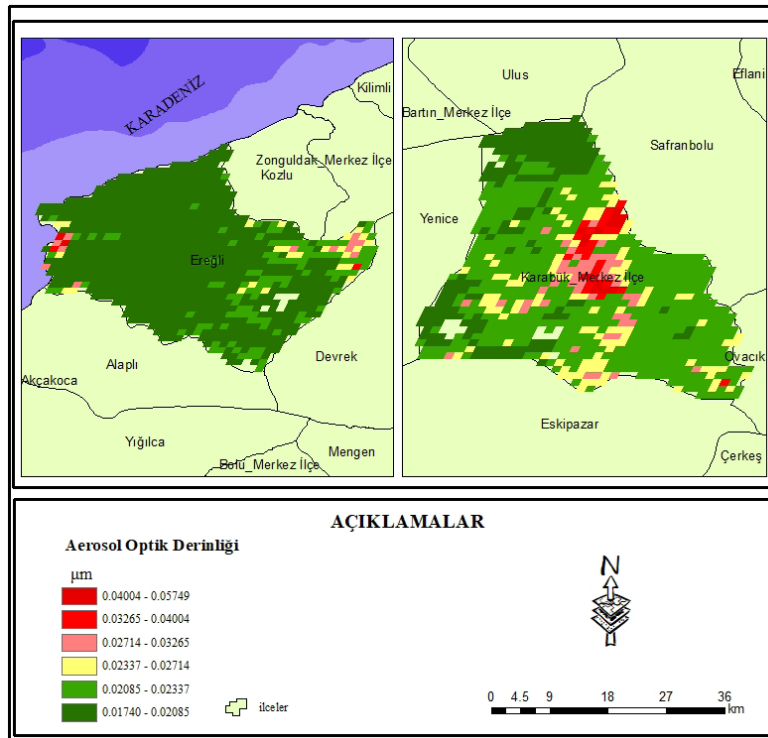 KARADENİZ
Kilimli
Zonguldak_Merkez İlçe
Kozlu
Ereğli
Devrek
Alaplı
Akçakoca
Yığılca
Mengen
Bolu_Merkez İlçe
Ulus
Eflani
Bartın_Merkez İlçe
Safranbolu
Yenice
Karabük_Merkez İlçe
Ovacık
Eskipazar
Çerkeş
AÇIKLAMALAR
Aerosol Optik Derinliği
µm
0.04004 - 0.05749
0.03265 - 0.04004
0.02714 - 0.03265
0.02337 - 0.02714
0.02085 - 0.02337
0.01740 - 0.02085
ilceler
N
0 4.5 9 18 27 36
km